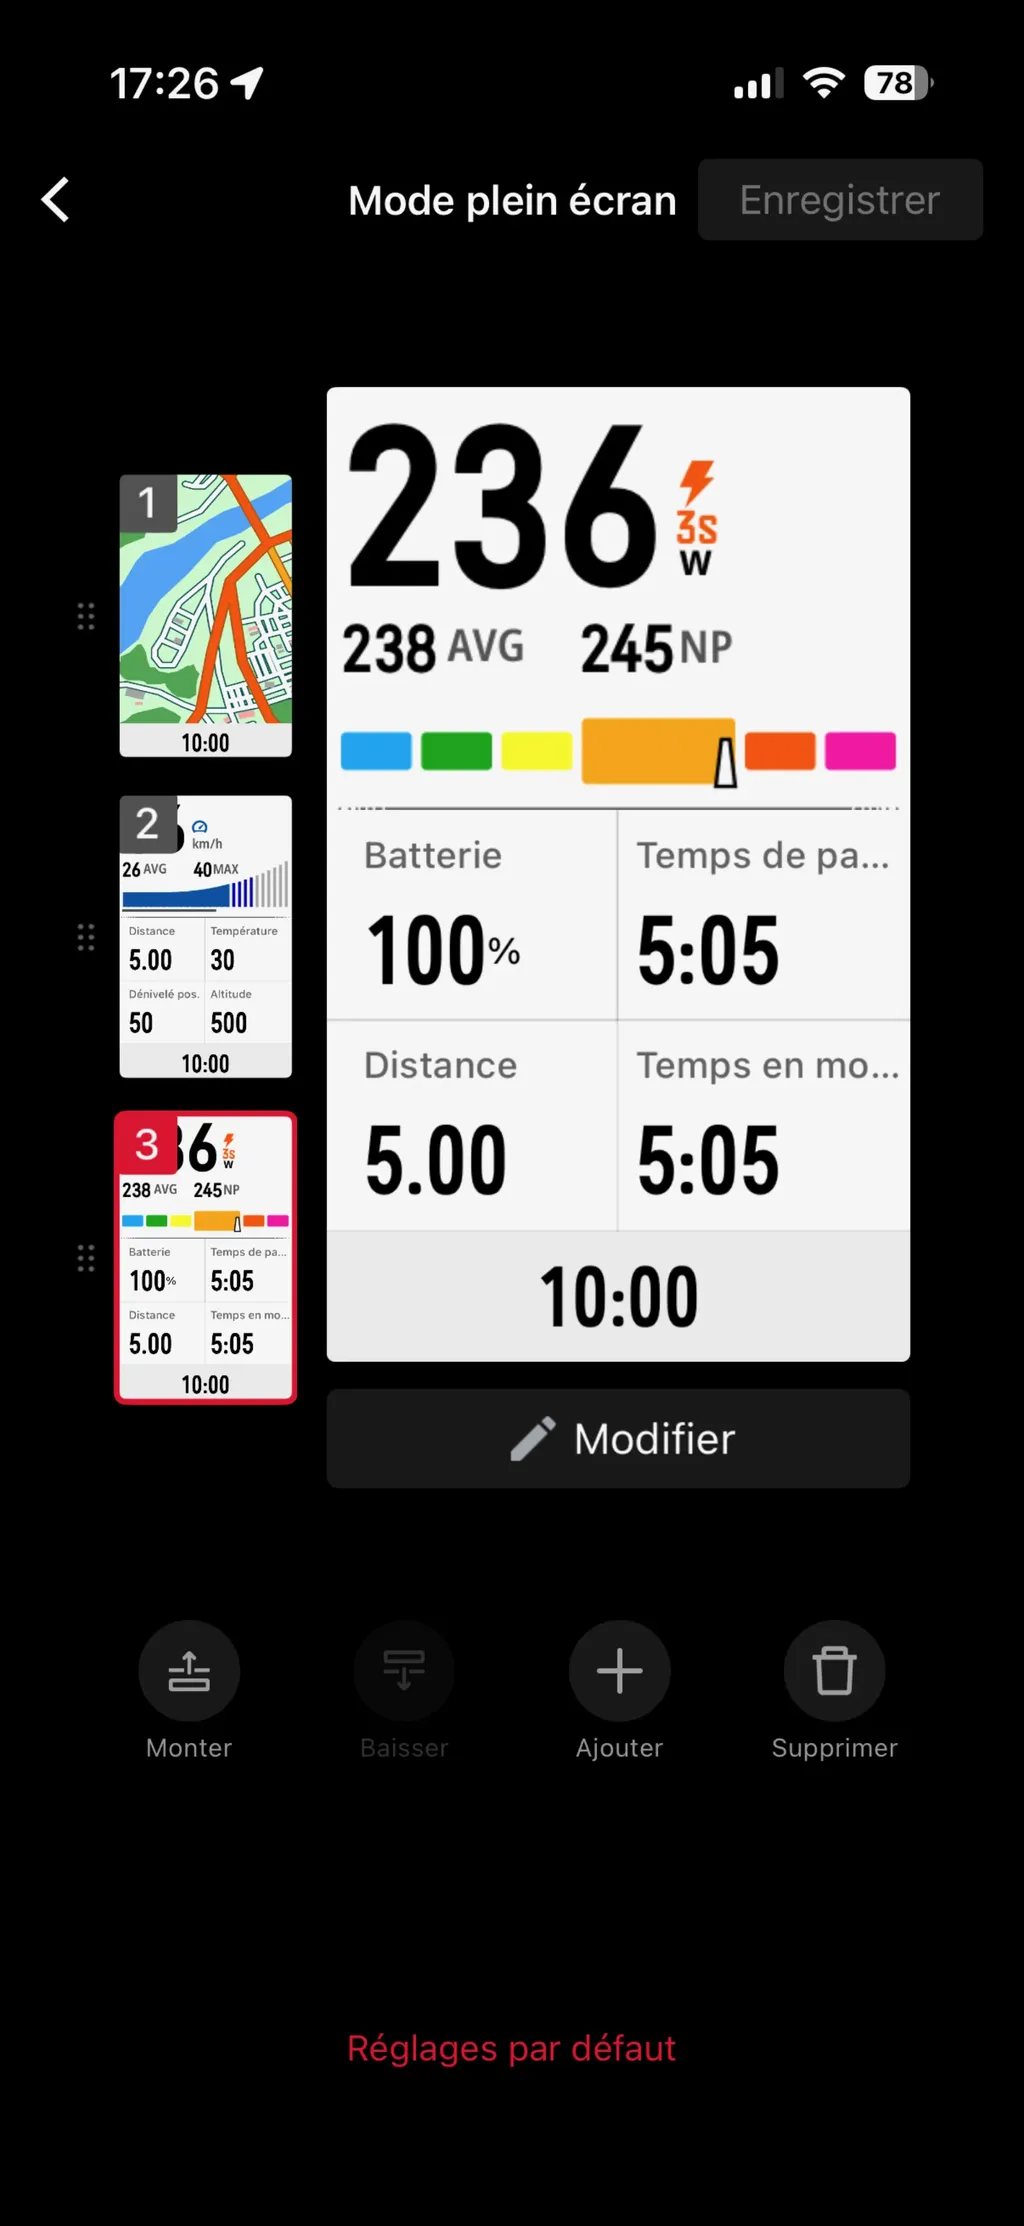 17:26 78
Mode plein écran Enregistrer
1
10:00
2
km/h
26 AVG 40 MAX
Distance Température
5.00 30
Dénivelé pos. Altitude
50 500
10:00
3 36 3S W
238 AVG 245 NP
Batterie Temps de pa...
100% 5:05
Distance Temps en mo...
5.00 5:05
10:00
236 3S W
238 AVG 245 NP
Batterie Temps de pa...
100% 5:05
Distance Temps en mo...
5.00 5:05
10:00
Modifier
Monter Baisser Ajouter Supprimer
Réglages par défaut